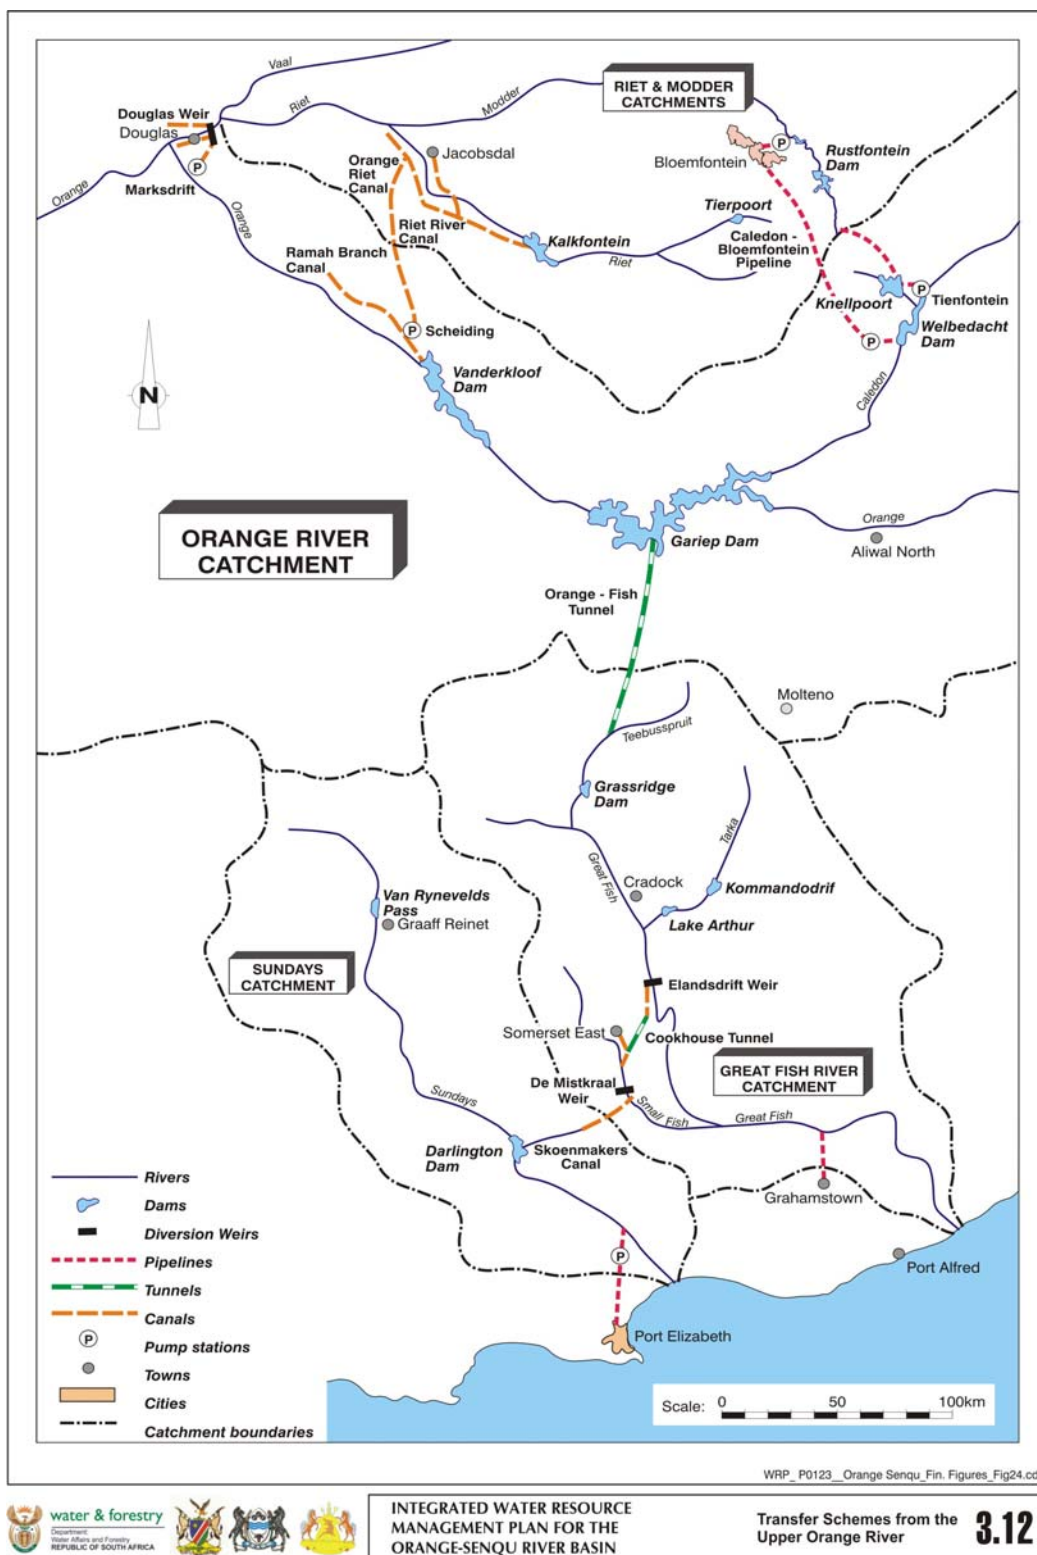 Vaal
RIET & MODDER
CATCHMENTS
Riet
Modder
Douglas Weir
Douglas
P
Marksdrift
Orange
Orange
Orange
Riet
Canal
Jacobsdal
Riet River
Canal
Ramah Branch
Canal
P
Scheiding
Kalkfontein
Riet
Tierpoort
Bloemfontein
P
Rustfontein
Dam
Caledon -
Bloemfontein
Pipeline
Knellpoort
P
Tienfontein
Welbedacht
Dam
P
Caledon
N
Vanderkloof
Dam
ORANGE RIVER
CATCHMENT
Gariep Dam
Orange
Aliwal North
Orange - Fish
Tunnel
Molteno
Teebusspruit
Grassridge
Dam
Tarka
Great Fish
Cradock
Kommandodrif
Lake Arthur
Van Rynevelds
Pass
Graaff Reinet
SUNDAYS
CATCHMENT
Elandsdrift Weir
Somerset East
Cookhouse Tunnel
GREAT FISH RIVER
CATCHMENT
De Mistkraal
Weir
Small Fish
Great Fish
Sundays
Skoenmakers
Canal
Darlington
Dam
Grahamstown
P
Port Alfred
Port Elizabeth
Rivers
Dams
Diversion Weirs
Pipelines
Tunnels
Canals
P
Pump stations
Towns
Cities
Catchment boundaries
Scale: 0 50 100km
WRP_ P0123__Orange Senqu_Fin. Figures_Fig24.cd
water & forestry
Department:
Water Affairs and Forestry
REPUBLIC OF SOUTH AFRICA
INTEGRATED WATER RESOURCE
MANAGEMENT PLAN FOR THE
ORANGE-SENQU RIVER BASIN
Transfer Schemes from the
Upper Orange River
3.12